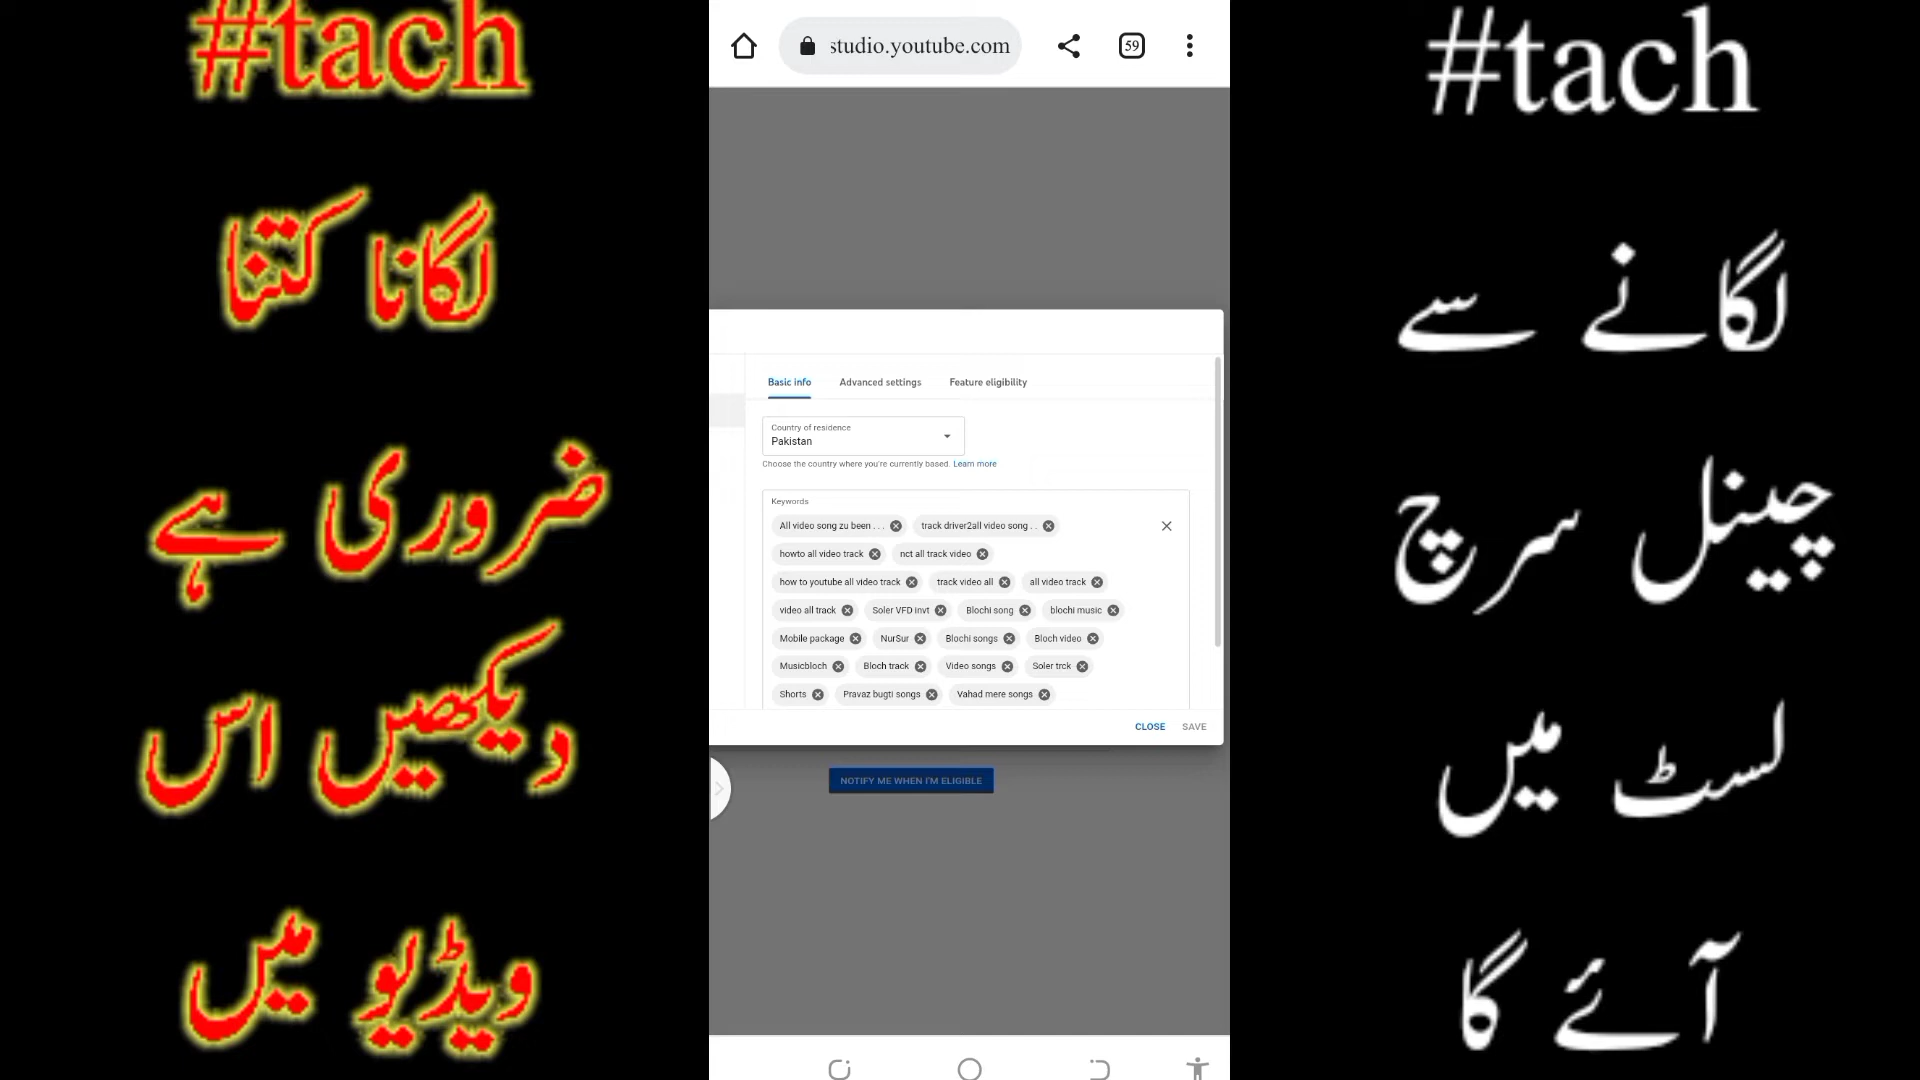 #tach
لگانا کتنا
ضروری ہے
دیکھیں اس
ویڈیو میں
studio.youtube.com
59
Basic info
Advanced settings
Feature eligibility
Country of residence
Pakistan
Choose the country where you're currently based. Learn more
Keywords
All video song zu been . . .
track driver2all video song . .
howto all video track
nct all track video
how to youtube all video track
track video all
all video track
video all track
Soler VFD invt
Blochi song
blochi music
Mobile package
NurSur
Blochi songs
Bloch video
Musicbloch
Bloch track
Video songs
Soler trck
Shorts
Pravaz bugti songs
Vahad mere songs
CLOSE
SAVE
NOTIFY ME WHEN I'M ELIGIBLE
#tach
لگانے سے
چینل سرچ
لسٹ میں
آئے گا